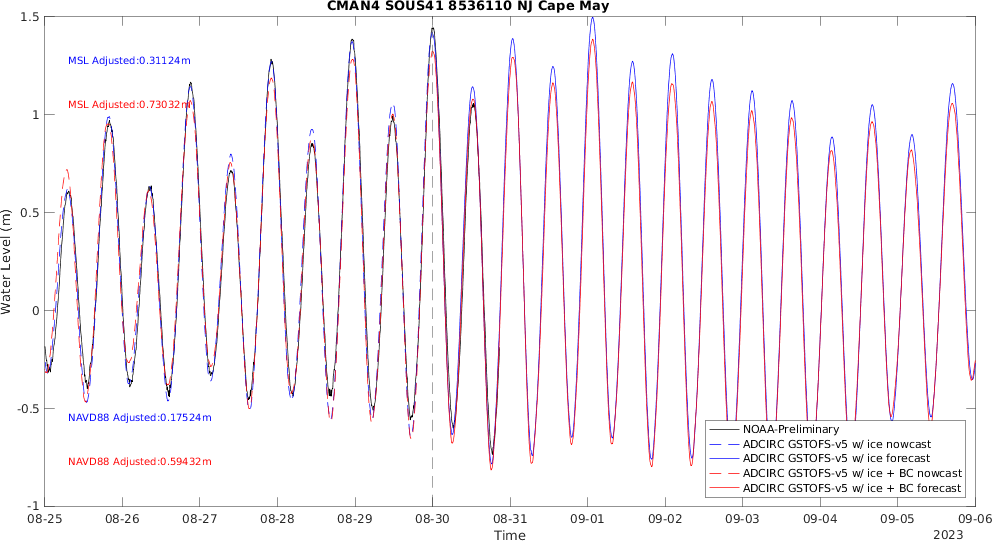 CMAN4 SOUS41 8536110 NJ Cape May
1.5
1
0.5
0
-0.5
-1
Water Level (m)
MSL Adjusted:0.31124m
MSL Adjusted:0.73032m
NAVD88 Adjusted:0.17524m
NAVD88 Adjusted:0.59432m
NOAA-Preliminary
ADCIRC GSTOFS-v5 w/ ice nowcast
ADCIRC GSTOFS-v5 w/ ice forecast
ADCIRC GSTOFS-v5 w/ ice + BC nowcast
ADCIRC GSTOFS-v5 w/ ice + BC forecast
08-25 08-26 08-27 08-28 08-29 08-30 08-31 09-01 09-02 09-03 09-04 09-05 09-06
Time
2023